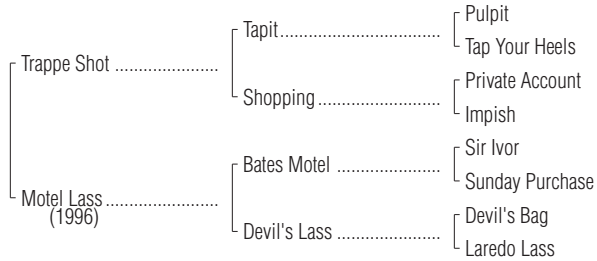 Pulpit
Tapit
Tap Your Heels
Trappe Shot
Private Account
Shopping
Impish
Sir Ivor
Bates Motel
Sunday Purchase
Motel Lass
(1996)
Devil's Bag
Devil's Lass
Laredo Lass